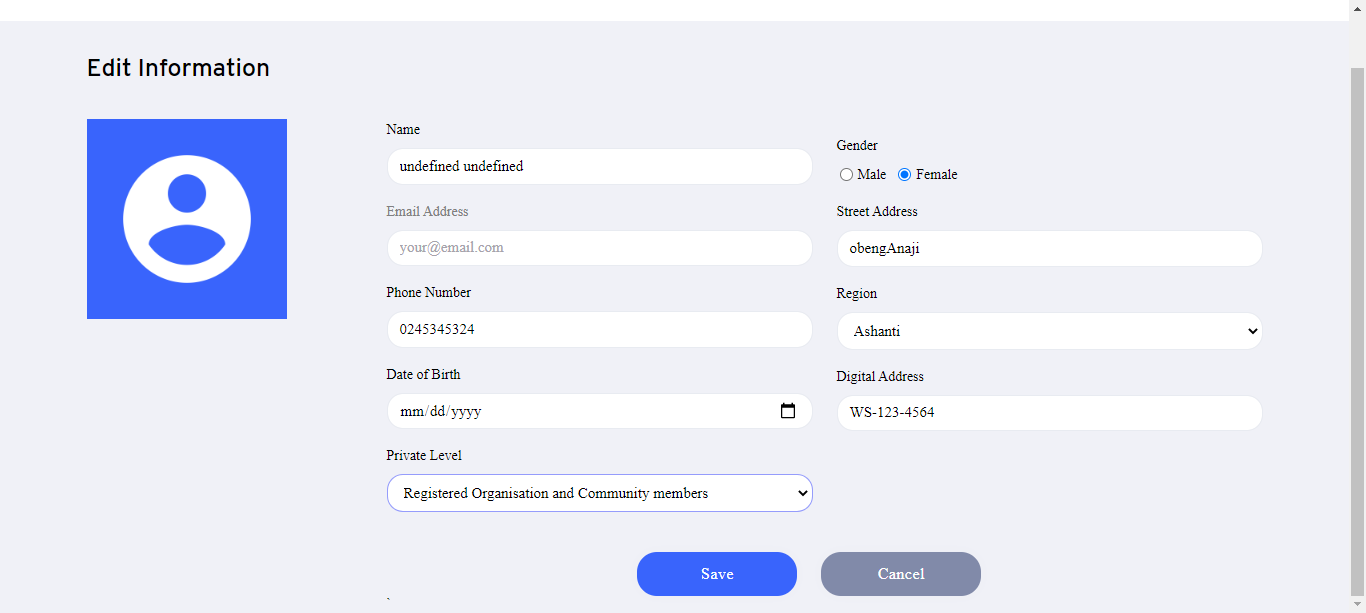 Edit Information
Name
undefined undefined
Gender
Male Female
Email Address
your@email.com
Street Address
obengAnaji
Phone Number
0245345324
Region
Ashanti
Date of Birth
mm/dd/yyyy
Digital Address
WS-123-4564
Private Level
Registered Organisation and Community members
Save Cancel
`